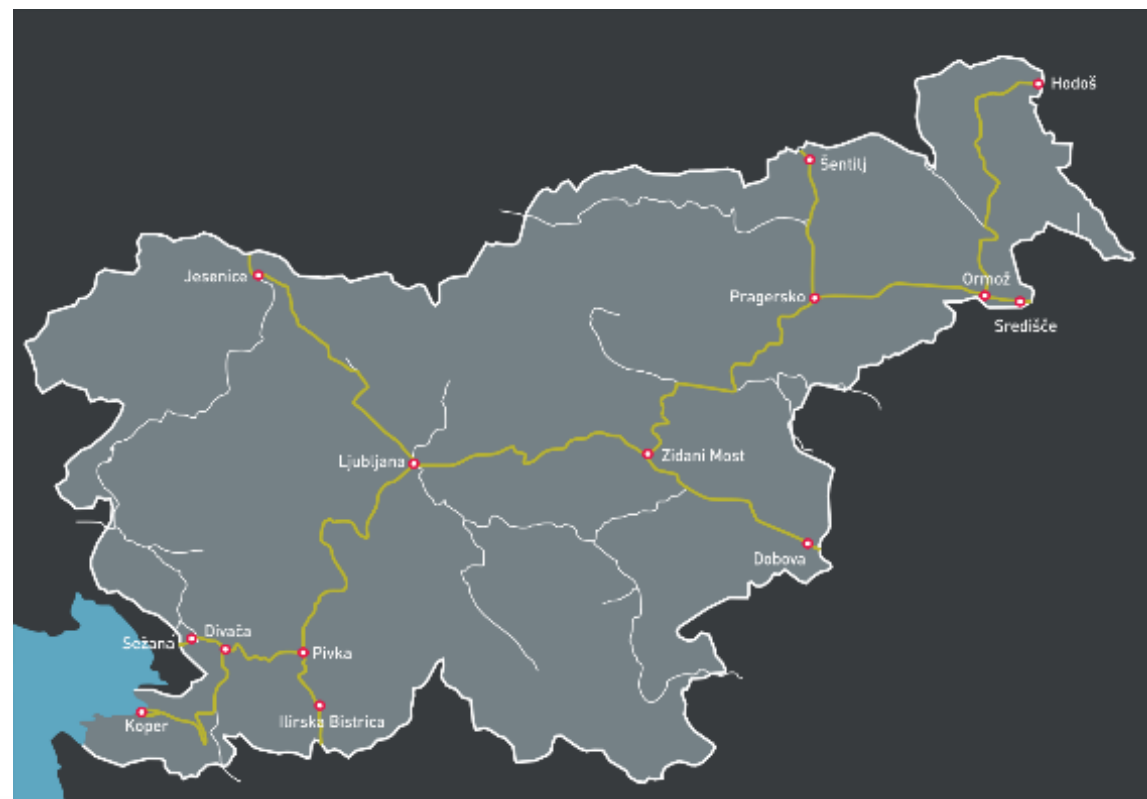 Hodoš
Šentilj
Jesenice
Ormož
Pragersko
Središče
Ljubljana
Zidani Most
Dobova
Divača
Sežana
Pivka
Ilirska Bistrica
Koper